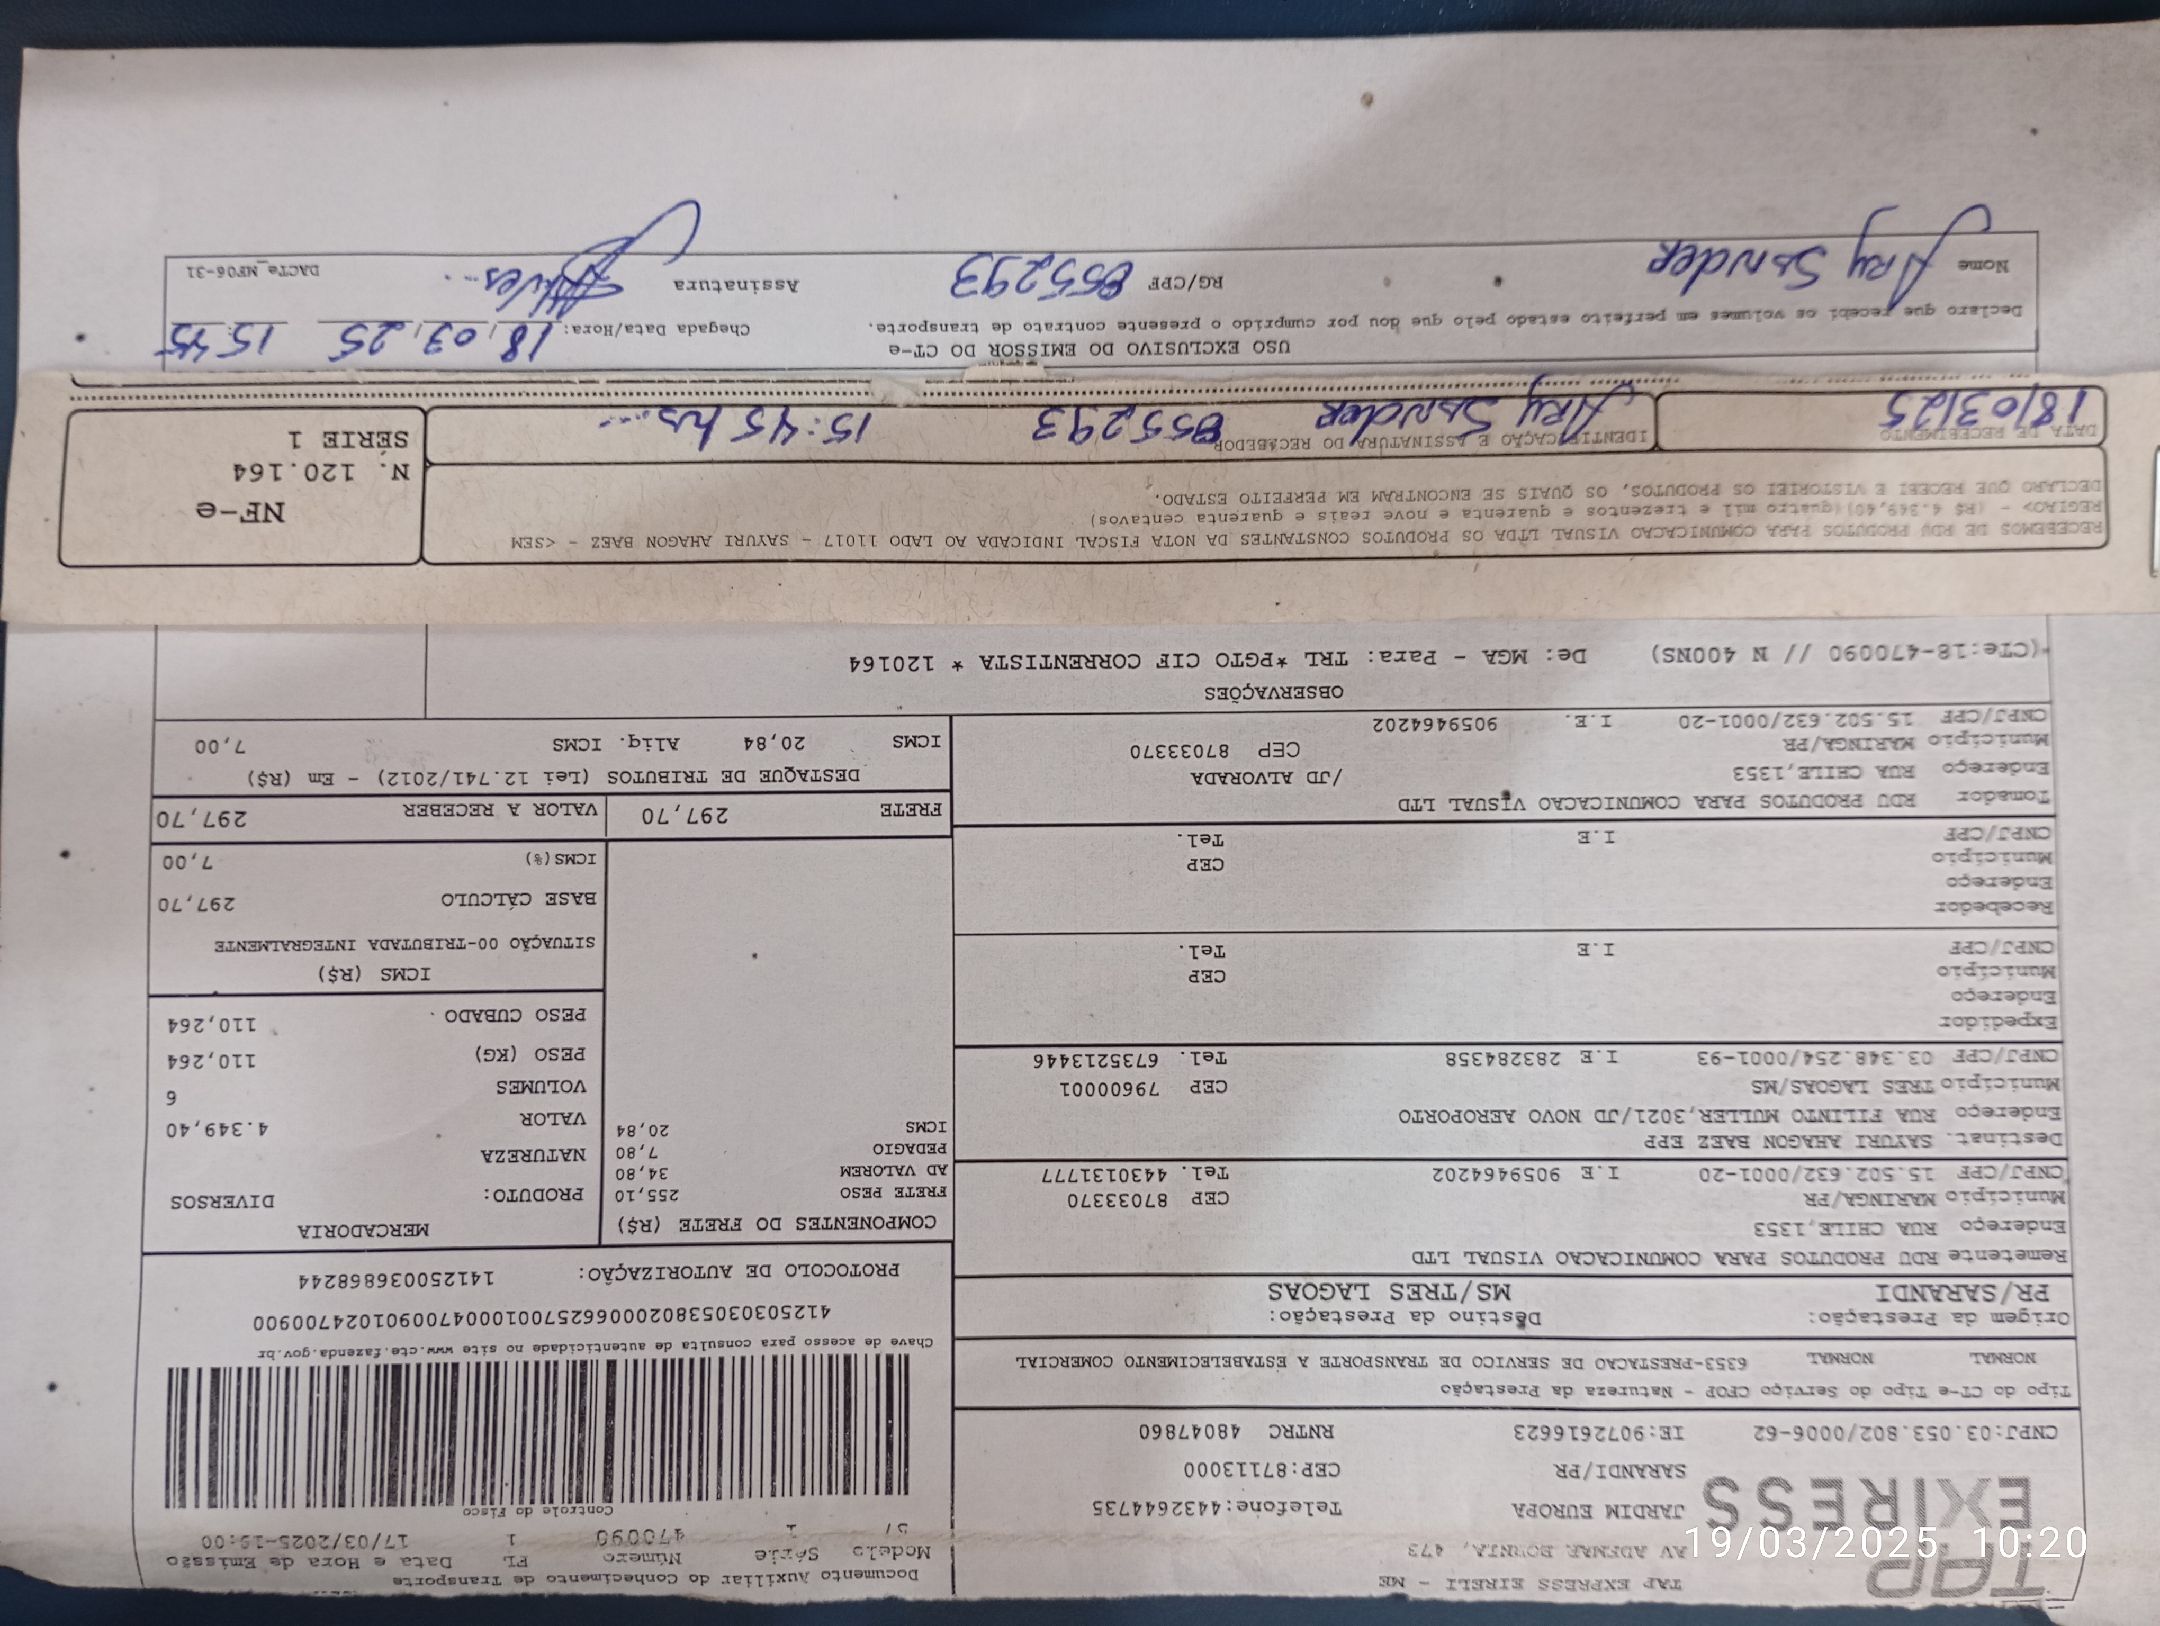 TAP EXPRESS EIRELI - ME
AV ADEMAR BORNIA, 473
JARDIM EUROPA Telefone:4432644735
SARANDI/PR CEP:87113000
CNPJ:03.053.802/0006-62 IE:9072616623 RNTRC 48047860
Documento Auxiliar do Conhecimento de Transporte
Modelo Série Número FL Data e Hora de Emissão
57 1 470090 1 17/03/2025-19:00
Controle do Fisco
Chave de acesso para consulta de autenticidade no site www.cte.fazenda.gov.br
41250303053802000662570010004700901024700900
PROTOCOLO DE AUTORIZAÇÃO: 141250036868244
Tipo do CT-e Tipo do Serviço CFOP - Natureza da Prestação
NORMAL NORMAL 6353-PRESTACAO DE SERVICO DE TRANSPORTE A ESTABELECIMENTO COMERCIAL
Origem da Prestação: Destino da Prestação:
PR/SARANDI MS/TRES LAGOAS
Remetente RDU PRODUTOS PARA COMUNICACAO VISUAL LTD
Endereço RUA CHILE,1353
Município MARINGA/PR CEP 87033370
CNPJ/CPF 15.502.632/0001-20 I.E 9059464202 Tel. 4430131777
Destinat. SAYURI AHAGON BAEZ EPP
Endereço RUA FILINTO MULLER,3021/JD NOVO AEROPORTO
Município TRES LAGOAS/MS CEP 79600001
CNPJ/CPF 03.348.254/0001-93 I.E 283284358 Tel. 6735213446
Expedidor
Endereço
Município CEP
CNPJ/CPF I.E Tel.
Recebedor
Endereço
Município CEP
CNPJ/CPF I.E Tel.
Tomador RDU PRODUTOS PARA COMUNICACAO VISUAL LTD
Endereço RUA CHILE,1353 /JD ALVORADA
Município MARINGA/PR CEP 87033370
CNPJ/CPF 15.502.632/0001-20 I.E. 9059464202
COMPONENTES DO FRETE (R$)
FRETE PESO 255,10
AD VALOREM 34,80
PEDAGIO 7,80
ICMS 20,84
MERCADORIA
PRODUTO: DIVERSOS
NATUREZA
VALOR 4.349,40
VOLUMES 6
PESO (KG) 110,264
PESO CUBADO 110,264
ICMS (R$)
SITUAÇÃO 00-TRIBUTADA INTEGRALMENTE
BASE CÁLCULO 297,70
ICMS(%) 7,00
FRETE 297,70 VALOR A RECEBER 297,70
DESTAQUE DE TRIBUTOS (Lei 12.741/2012) - Em (R$)
ICMS 20,84 Aliq. ICMS 7,00
OBSERVAÇÕES
*(CTe:18-470090 // N 400NS) De: MGA - Para: TRL *PGTO CIF CORRENTISTA * 120164
RECEBEMOS DE RDU PRODUTOS PARA COMUNICACAO VISUAL LTDA OS PRODUTOS CONSTANTES DA NOTA FISCAL INDICADA AO LADO 11017 - SAYURI AHAGON BAEZ - <SEM
REGIAO> - (R$ 4.349,40)(quatro mil e trezentos e quarenta e nove reais e quarenta centavos)
DECLARO QUE RECEBI E VISTORIEI OS PRODUTOS, OS QUAIS SE ENCONTRAM EM PERFEITO ESTADO.
NF-e
N. 120.164
SÉRIE 1
DATA DE RECEBIMENTO IDENTIFICAÇÃO E ASSINATURA DO RECEBEDOR
18/03/25 Ary Sander 855293 15:45 hs...
USO EXCLUSIVO DO EMISSOR DO CT-e
Declaro que recebi os volumes em perfeito estado pelo que dou por cumprido o presente contrato de transporte.
Chegada Data/Hora: 18/03/25 15:45
Nome Ary Sander RG/CPF 855293 Assinatura
DACTe_MF06-31
TAP
EXPRESS
19/03/2025 10:20